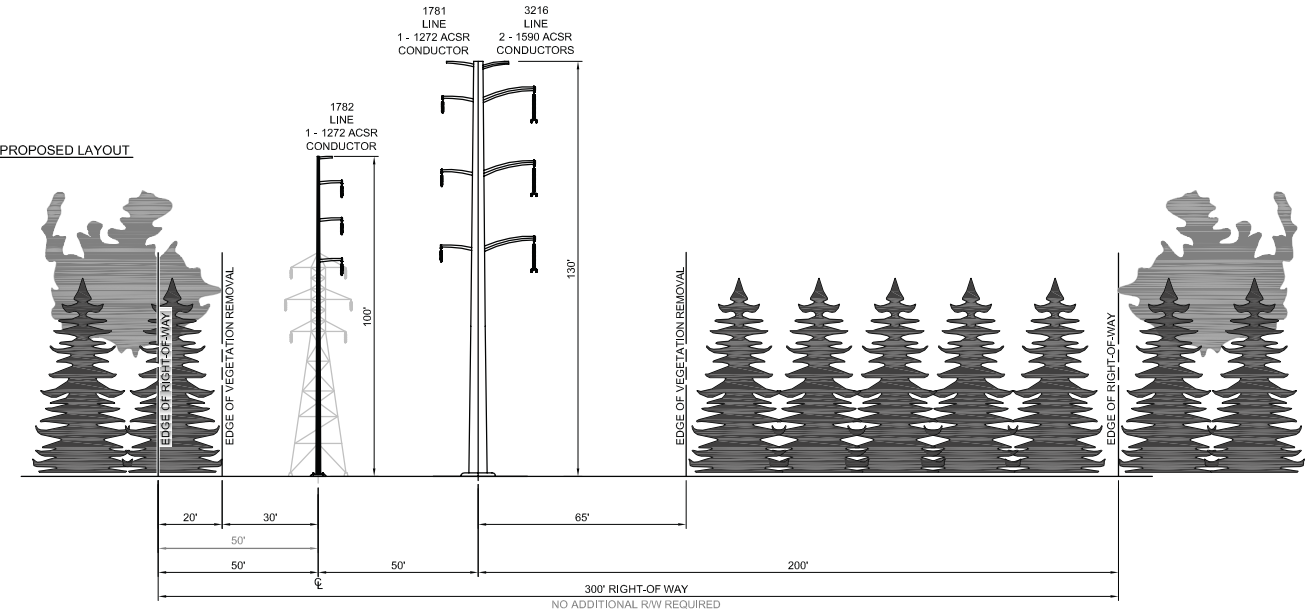 1781
LINE
1 - 1272 ACSR
CONDUCTOR
3216
LINE
2 - 1590 ACSR
CONDUCTORS
1782
LINE
1 - 1272 ACSR
CONDUCTOR
PROPOSED LAYOUT
EDGE OF RIGHT-OF-WAY
EDGE OF VEGETATION REMOVAL
100'
130'
EDGE OF VEGETATION REMOVAL
EDGE OF RIGHT-OF-WAY
20'
30'
65'
50'
50'
50'
200'
℄
300' RIGHT-OF WAY
NO ADDITIONAL R/W REQUIRED